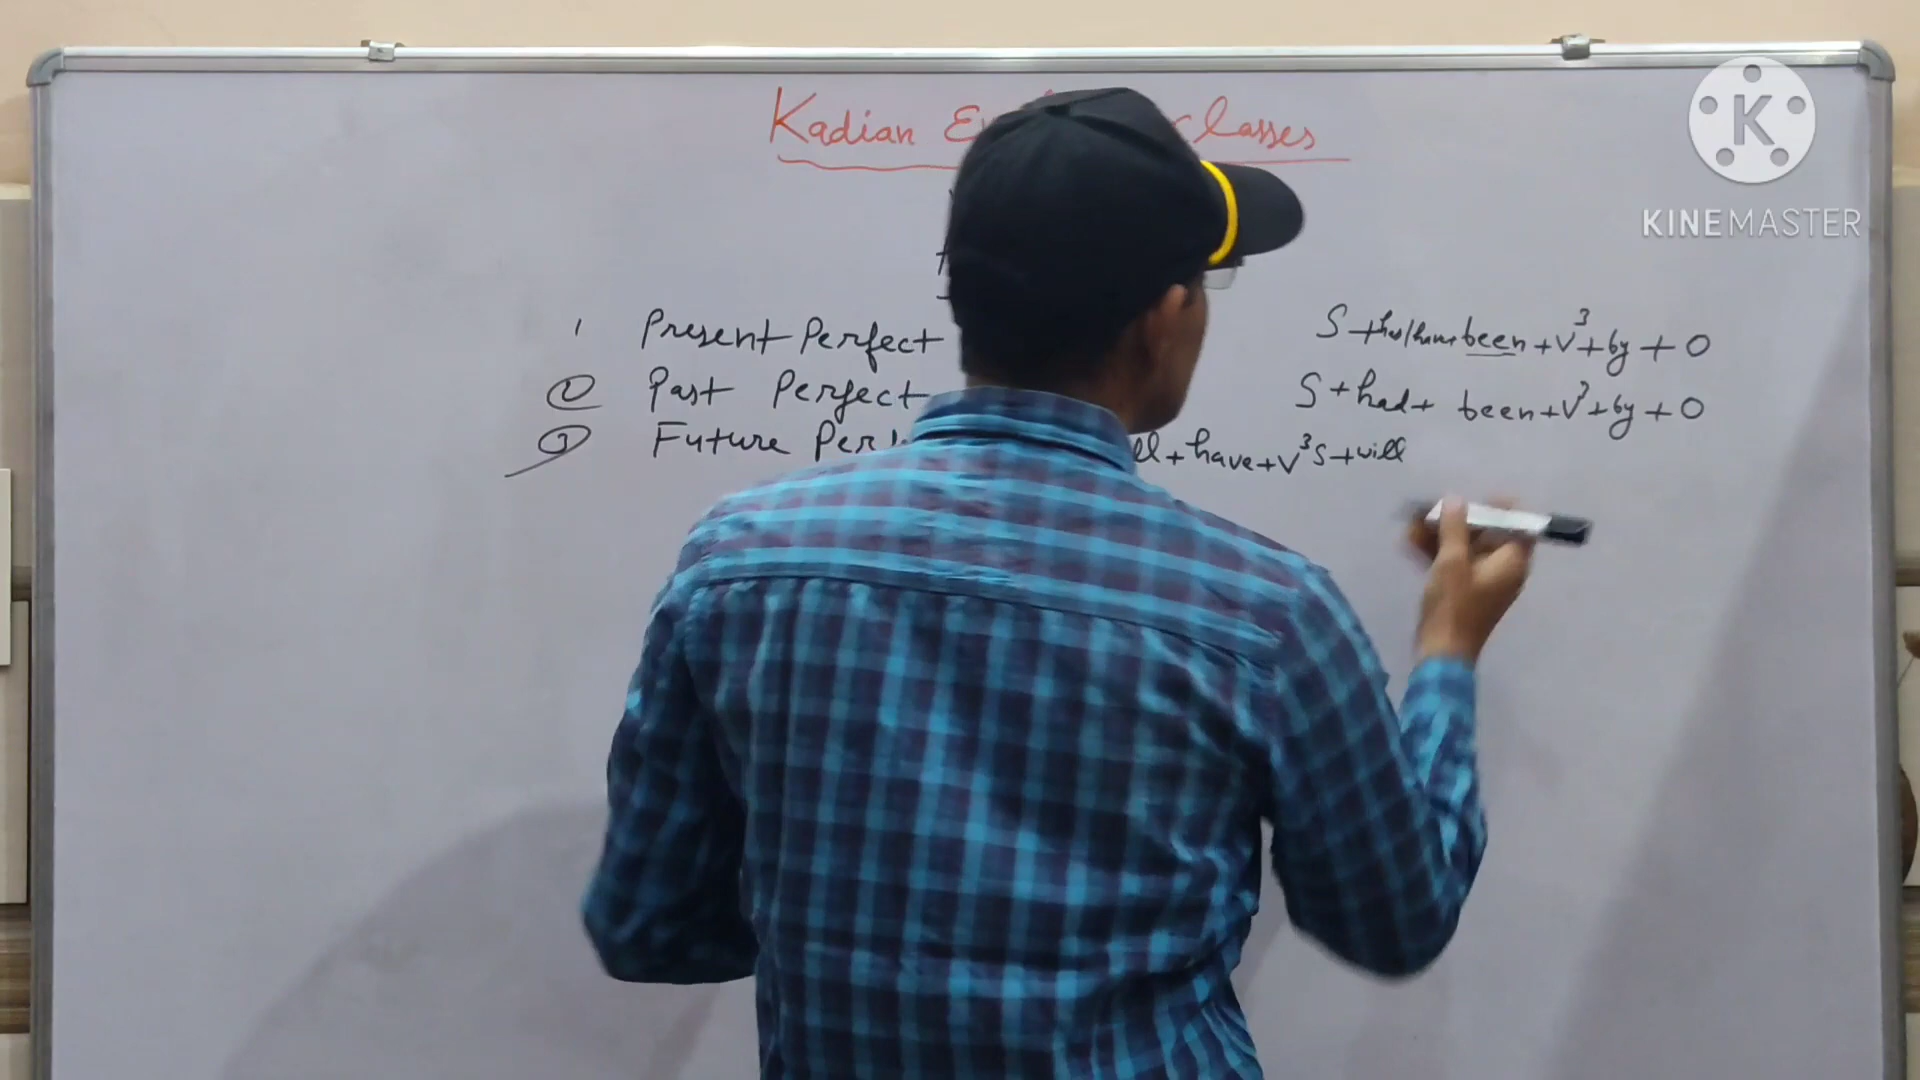 Kadian classes
K
KINEMASTER
1 Present Perfect S + has/have been + V³ + by + O
② Past Perfect S + had + been + V³ + by + O
③ Future + have + V³ S + will